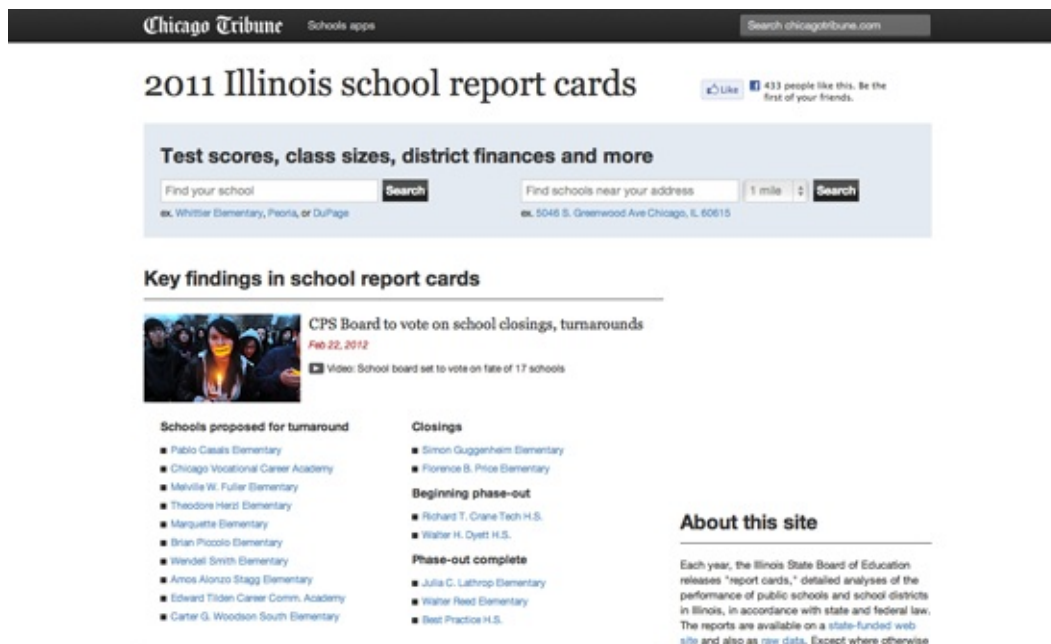 Chicago Tribune
Schools apps
Search chicagotribune.com
2011 Illinois school report cards
Like
433 people like this. Be the
first of your friends.
Test scores, class sizes, district finances and more
Find your school
Search
Find schools near your address
1 mile
Search
ex. Whittier Elementary, Peoria, or DuPage
ex. 5046 S. Greenwood Ave Chicago, IL 60615
Key findings in school report cards
CPS Board to vote on school closings, turnarounds
Feb 22, 2012
Video: School board set to vote on fate of 17 schools
Schools proposed for turnaround
Pablo Casals Elementary
Chicago Vocational Career Academy
Melville W. Fuller Elementary
Theodore Herzl Elementary
Marquette Elementary
Brian Piccolo Elementary
Wendell Smith Elementary
Amos Alonzo Stagg Elementary
Edward Tilden Career Comm. Academy
Carter G. Woodson South Elementary
Closings
Simon Guggenheim Elementary
Florence B. Price Elementary
Beginning phase-out
Richard T. Crane Tech H.S.
Walter H. Dyett H.S.
Phase-out complete
Julia C. Lathrop Elementary
Walter Reed Elementary
Best Practice H.S.
About this site
Each year, the Illinois State Board of Education
releases "report cards," detailed analyses of the
performance of public schools and school districts
in Illinois, in accordance with state and federal law.
The reports are available on a state-funded web
site and also as raw data. Except where otherwise